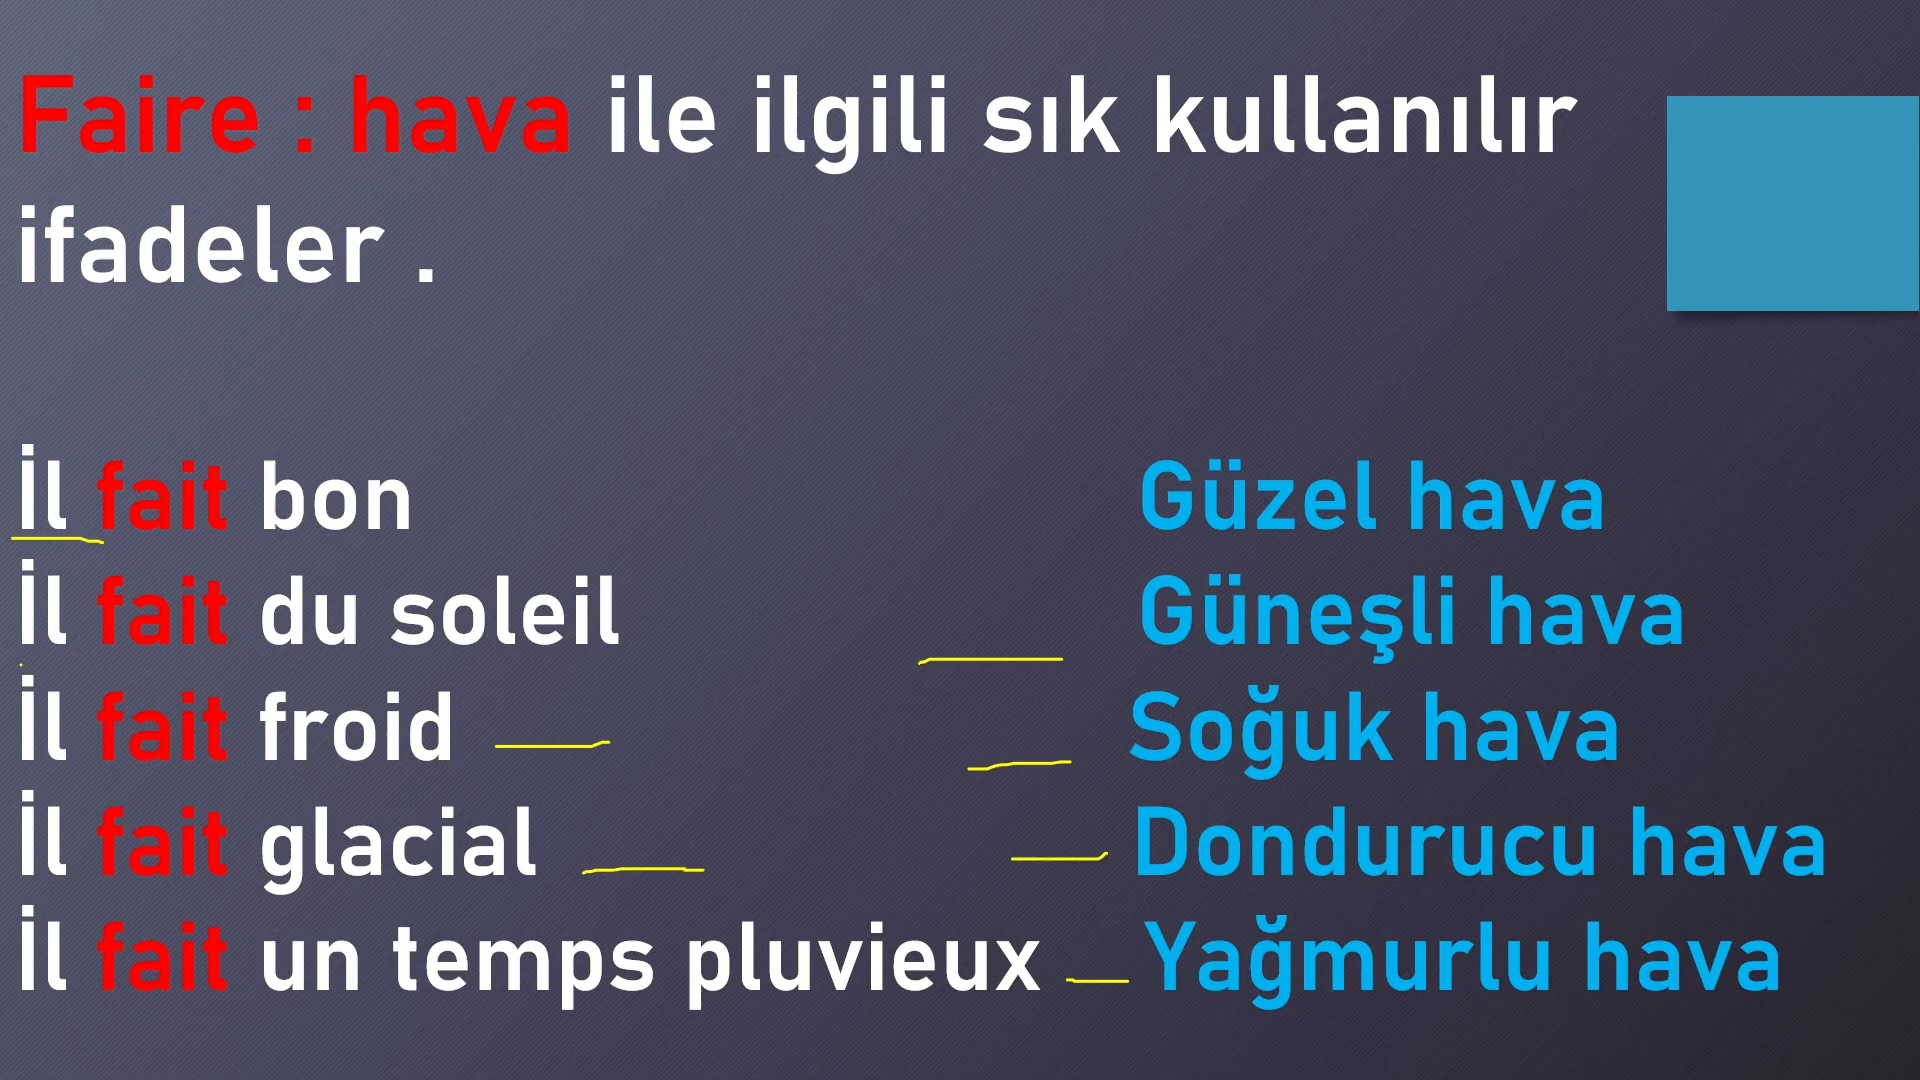 Faire : hava ile ilgili sık kullanılır
ifadeler .
İl fait bon Güzel hava
İl fait du soleil Güneşli hava
İl fait froid Soğuk hava
İl fait glacial Dondurucu hava
İl fait un temps pluvieux Yağmurlu hava